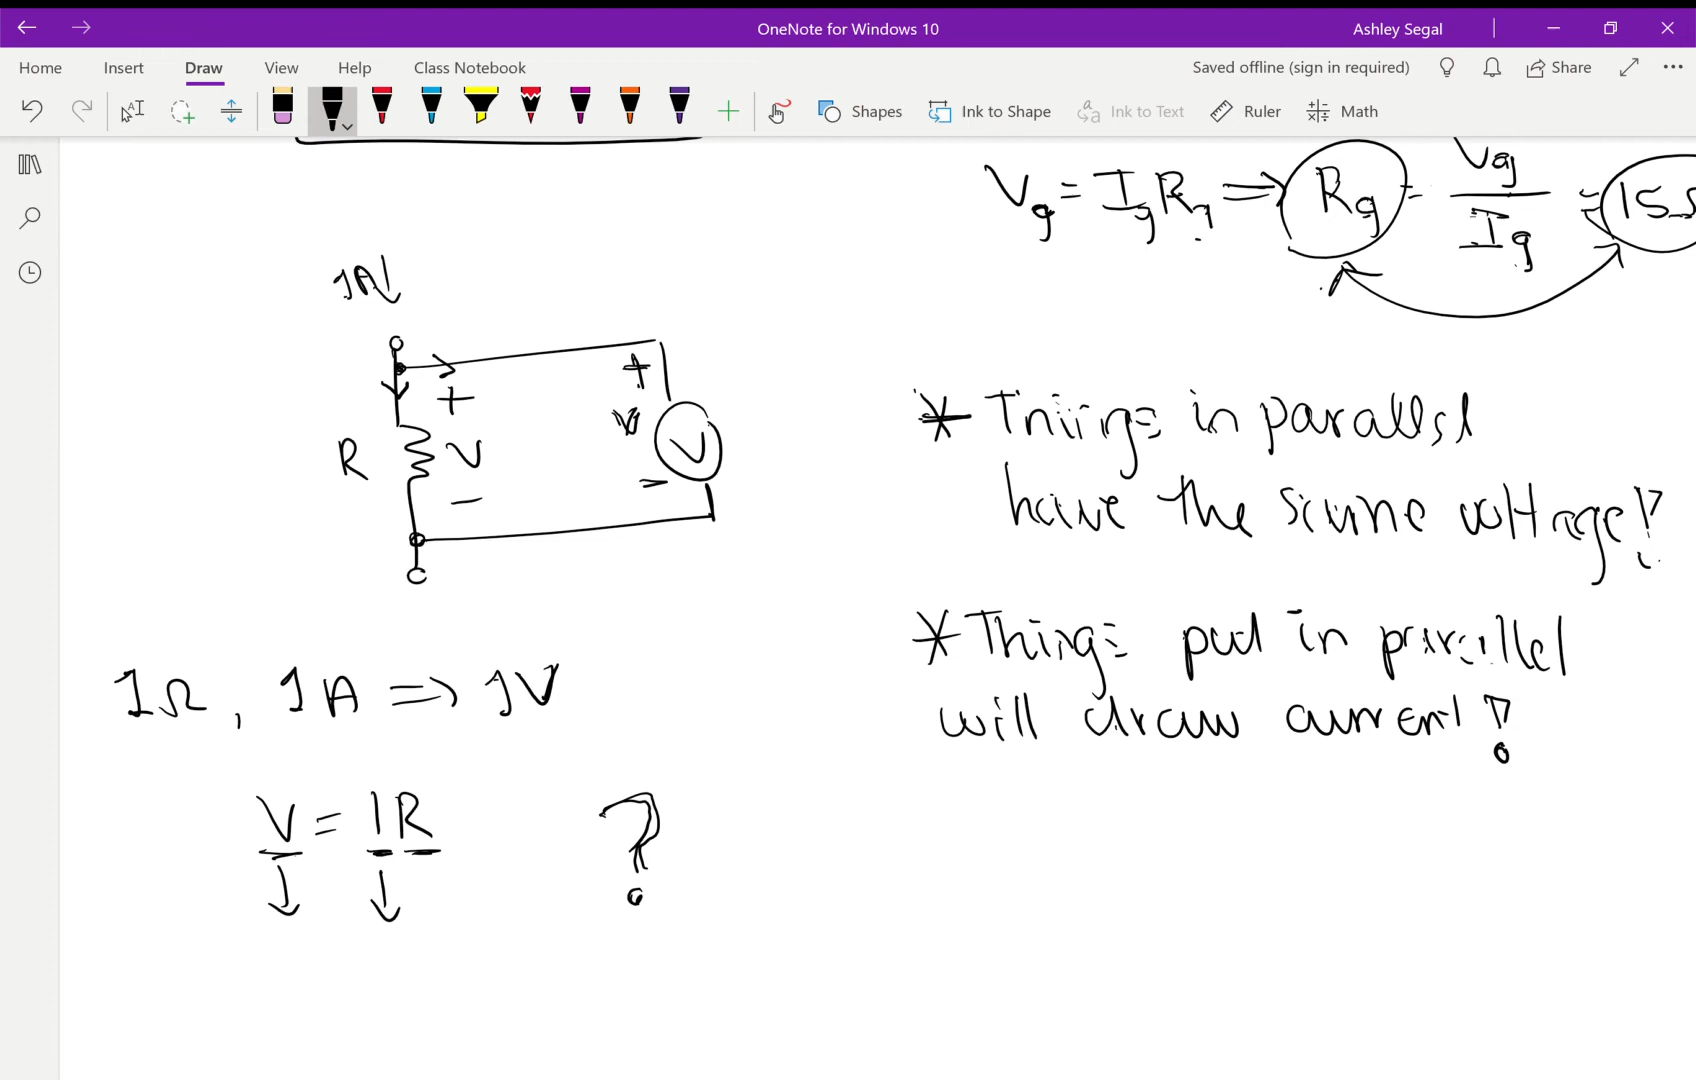 OneNote for Windows 10
Ashley Segal
Home Insert Draw View Help Class Notebook
Saved offline (sign in required) Share
Shapes Ink to Shape Ink to Text Ruler Math
Vg = IgRg => Rg = Vg / Ig = 15Ω
1A↓
+
+
R V V V
-
-
* Things in parallel
have the same voltage!
* Things put in parallel
will draw current!
1Ω, 1A => 1V
V = IR ?